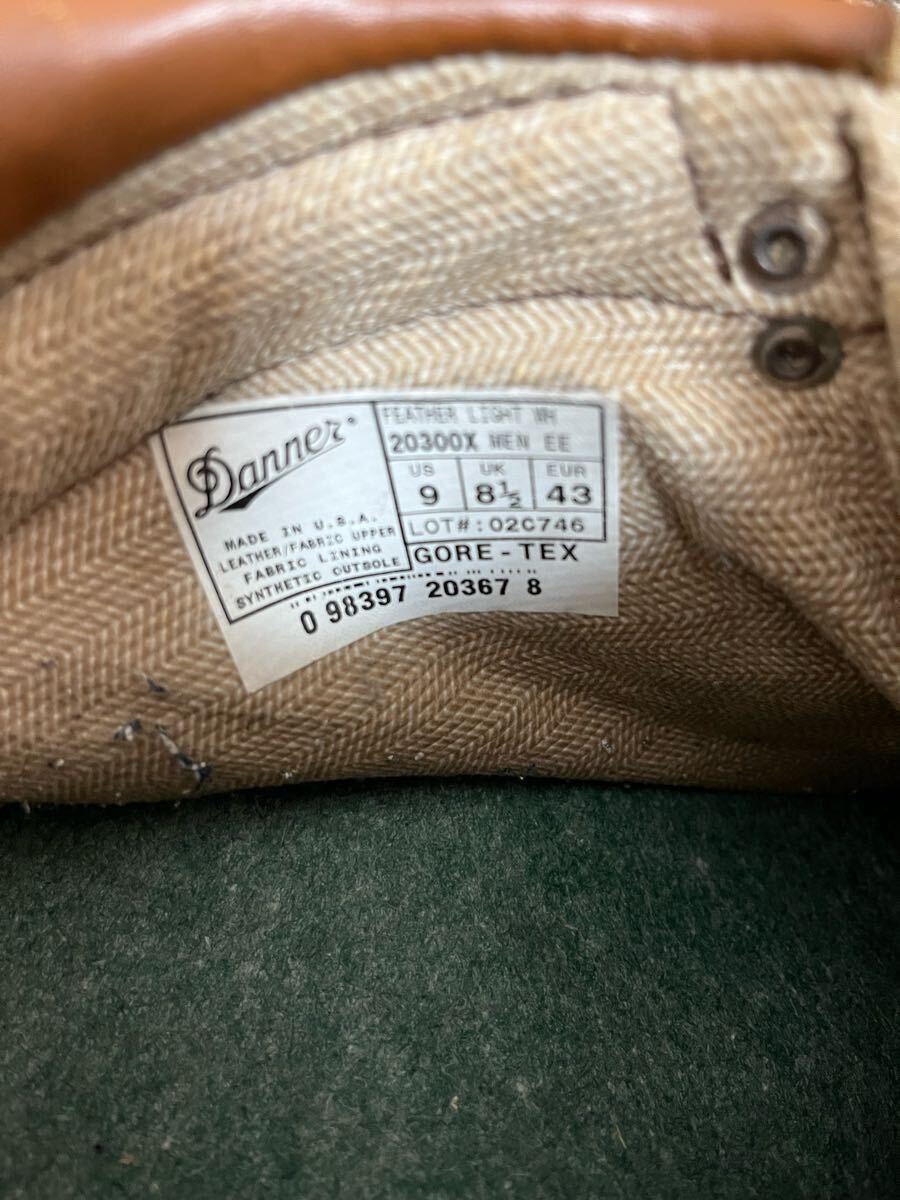 Danner
MADE IN U.S.A.
LEATHER/FABRIC UPPER
FABRIC LINING
SYNTHETIC OUTSOLE
FEATHER LIGHT WH
20300X MEN EE
US UK EUR
9 8½ 43
LOT#:02C746
GORE-TEX
0 98397 20367 8